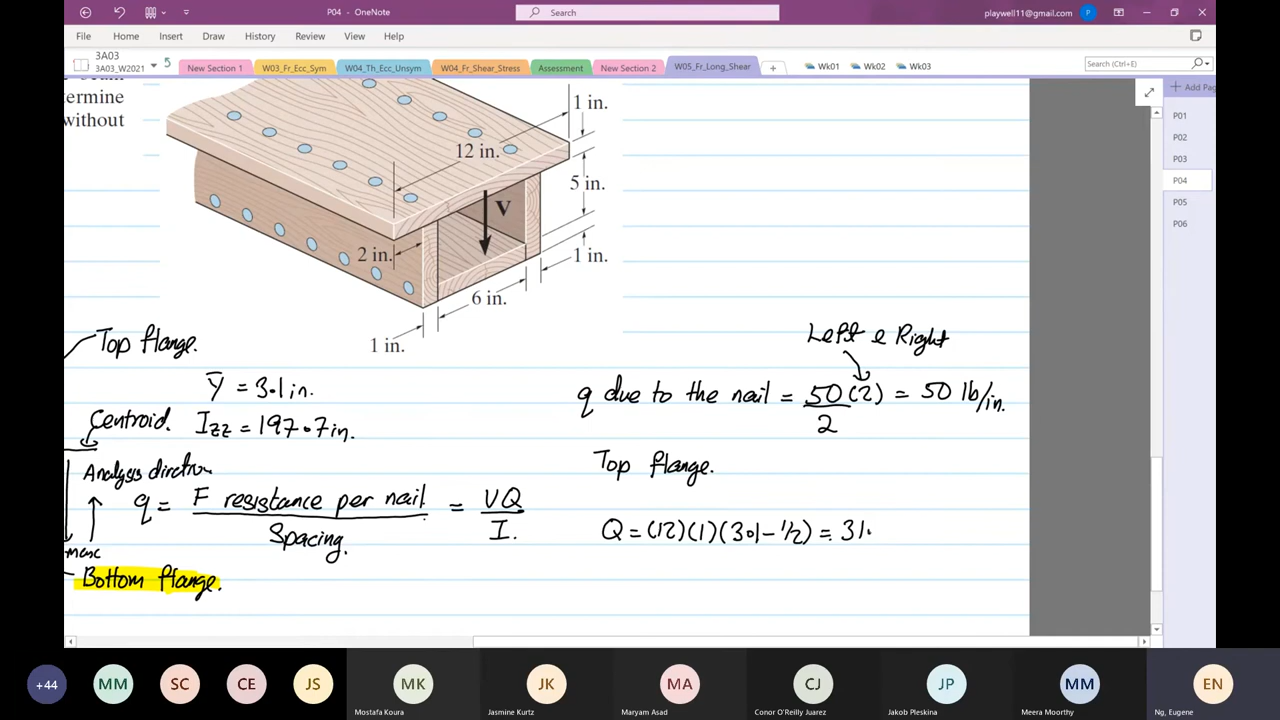 P04 - OneNote
Search
playwell11@gmail.com
P
File Home Insert Draw History Review View Help
3A03
3A03_W2021
5
New Section 1 W03_Fr_Ecc_Sym W04_Th_Ecc_Unsym W04_Fr_Shear_Stress Assessment New Section 2 W05_Fr_Long_Shear + Wk01 Wk02 Wk03
Search (Ctrl+E)
Add Pag
P01
P02
P03
P04
P05
P06
termine
without
1 in.
12 in.
5 in.
V
2 in.
1 in.
6 in.
1 in.
Top flange.
Y̅ = 3.1 in.
Centroid.
Izz = 197.7 in.
Analysis direction
q = F resistance per nail / Spacing. = VQ / I.
Bottom flange.
Left & Right
q due to the nail = 50(2) / 2 = 50 lb/in.
Top flange.
Q = (12)(1)(3.1 - 1/2) = 31.
+44 MM SC CE JS MK JK MA CJ JP MM EN
Mostafa Koura Jasmine Kurtz Maryam Asad Conor O'Reilly Juarez Jakob Pleskina Meera Moorthy Ng, Eugene